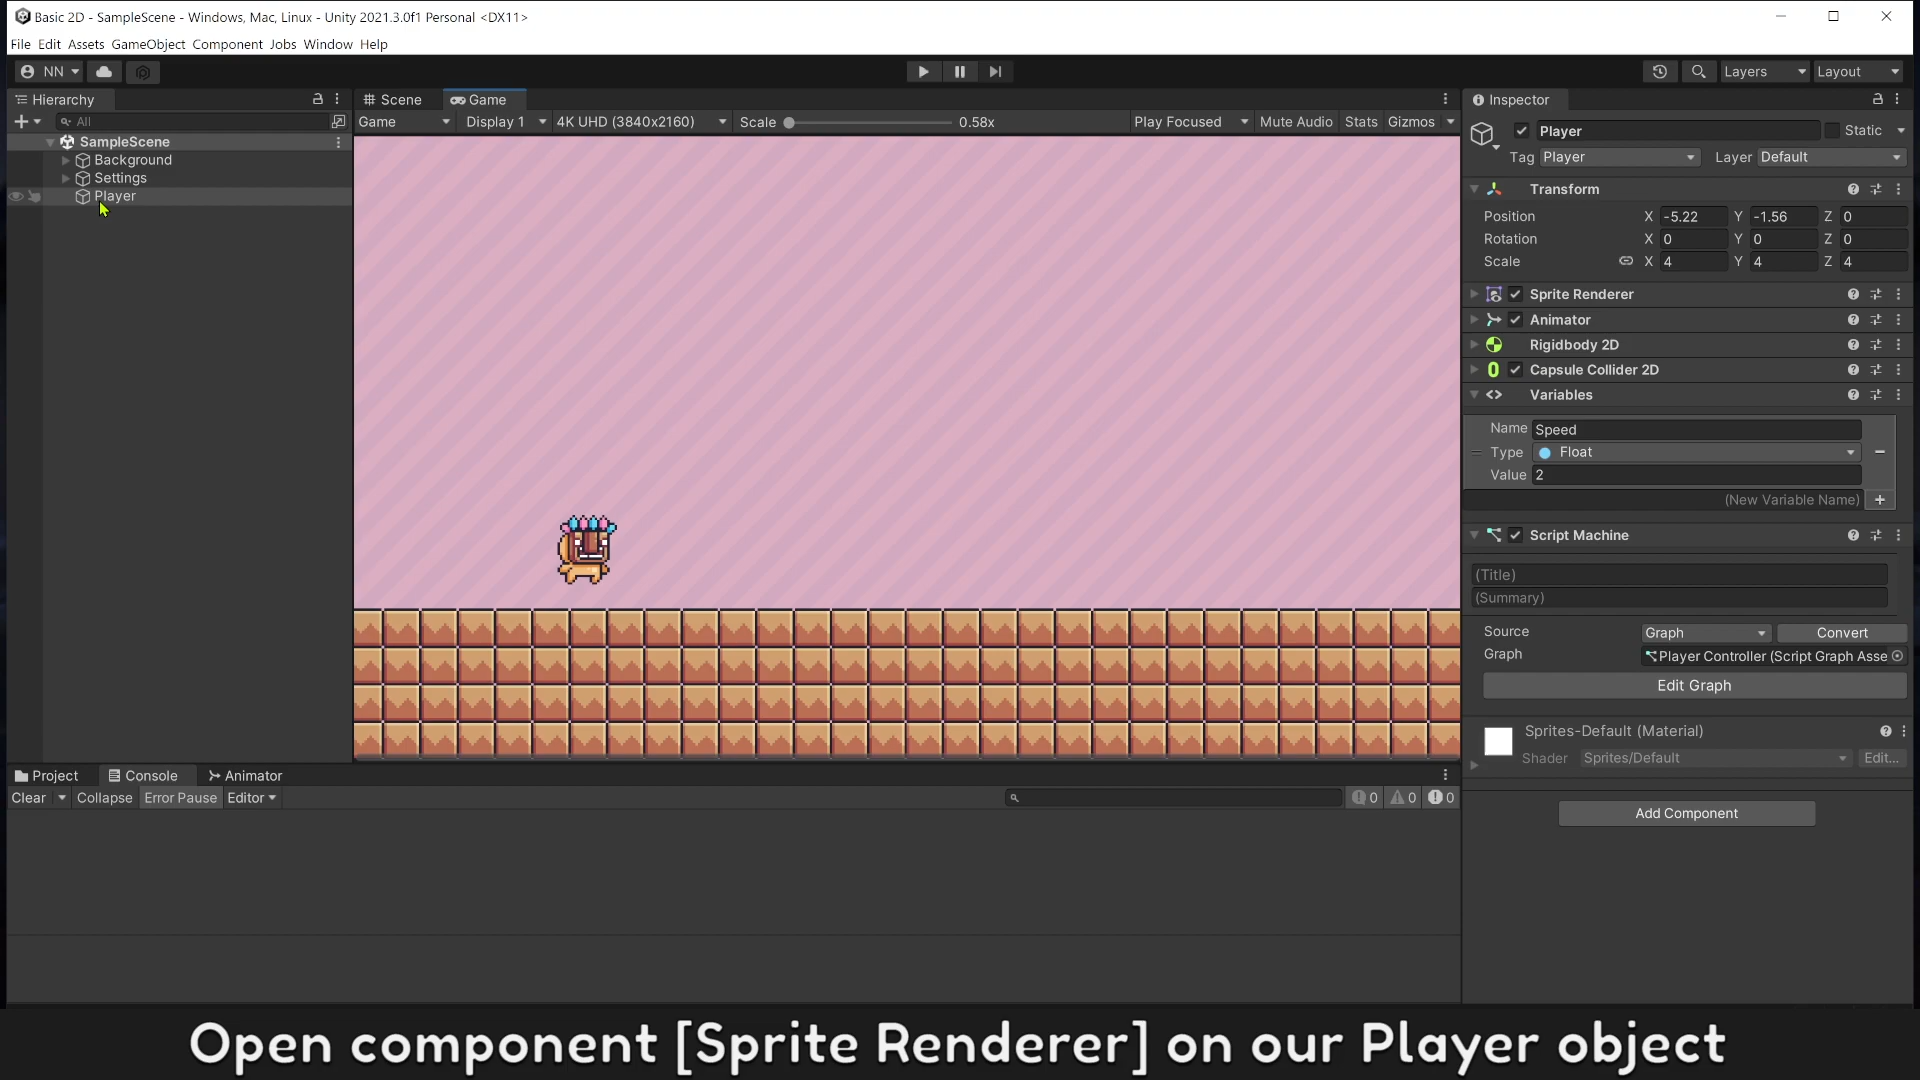 Basic 2D - SampleScene - Windows, Mac, Linux - Unity 2021.3.0f1 Personal <DX11>
File Edit Assets GameObject Component Jobs Window Help
NN
Layers Layout
Hierarchy
All
SampleScene
Background
Settings
Player
Scene Game
Game Display 1 4K UHD (3840x2160) Scale 0.58x Play Focused Mute Audio Stats Gizmos
Inspector
Player Static
Tag Player Layer Default
Transform
Position X -5.22 Y -1.56 Z 0
Rotation X 0 Y 0 Z 0
Scale X 4 Y 4 Z 4
Sprite Renderer
Animator
Rigidbody 2D
Capsule Collider 2D
Variables
Name Speed
Type Float
Value 2
(New Variable Name)
Script Machine
(Title)
(Summary)
Source Graph Convert
Graph Player Controller (Script Graph Asse
Edit Graph
Sprites-Default (Material)
Shader Sprites/Default Edit...
Add Component
Project Console Animator
Clear Collapse Error Pause Editor 0 0 0
Open component [Sprite Renderer] on our Player object